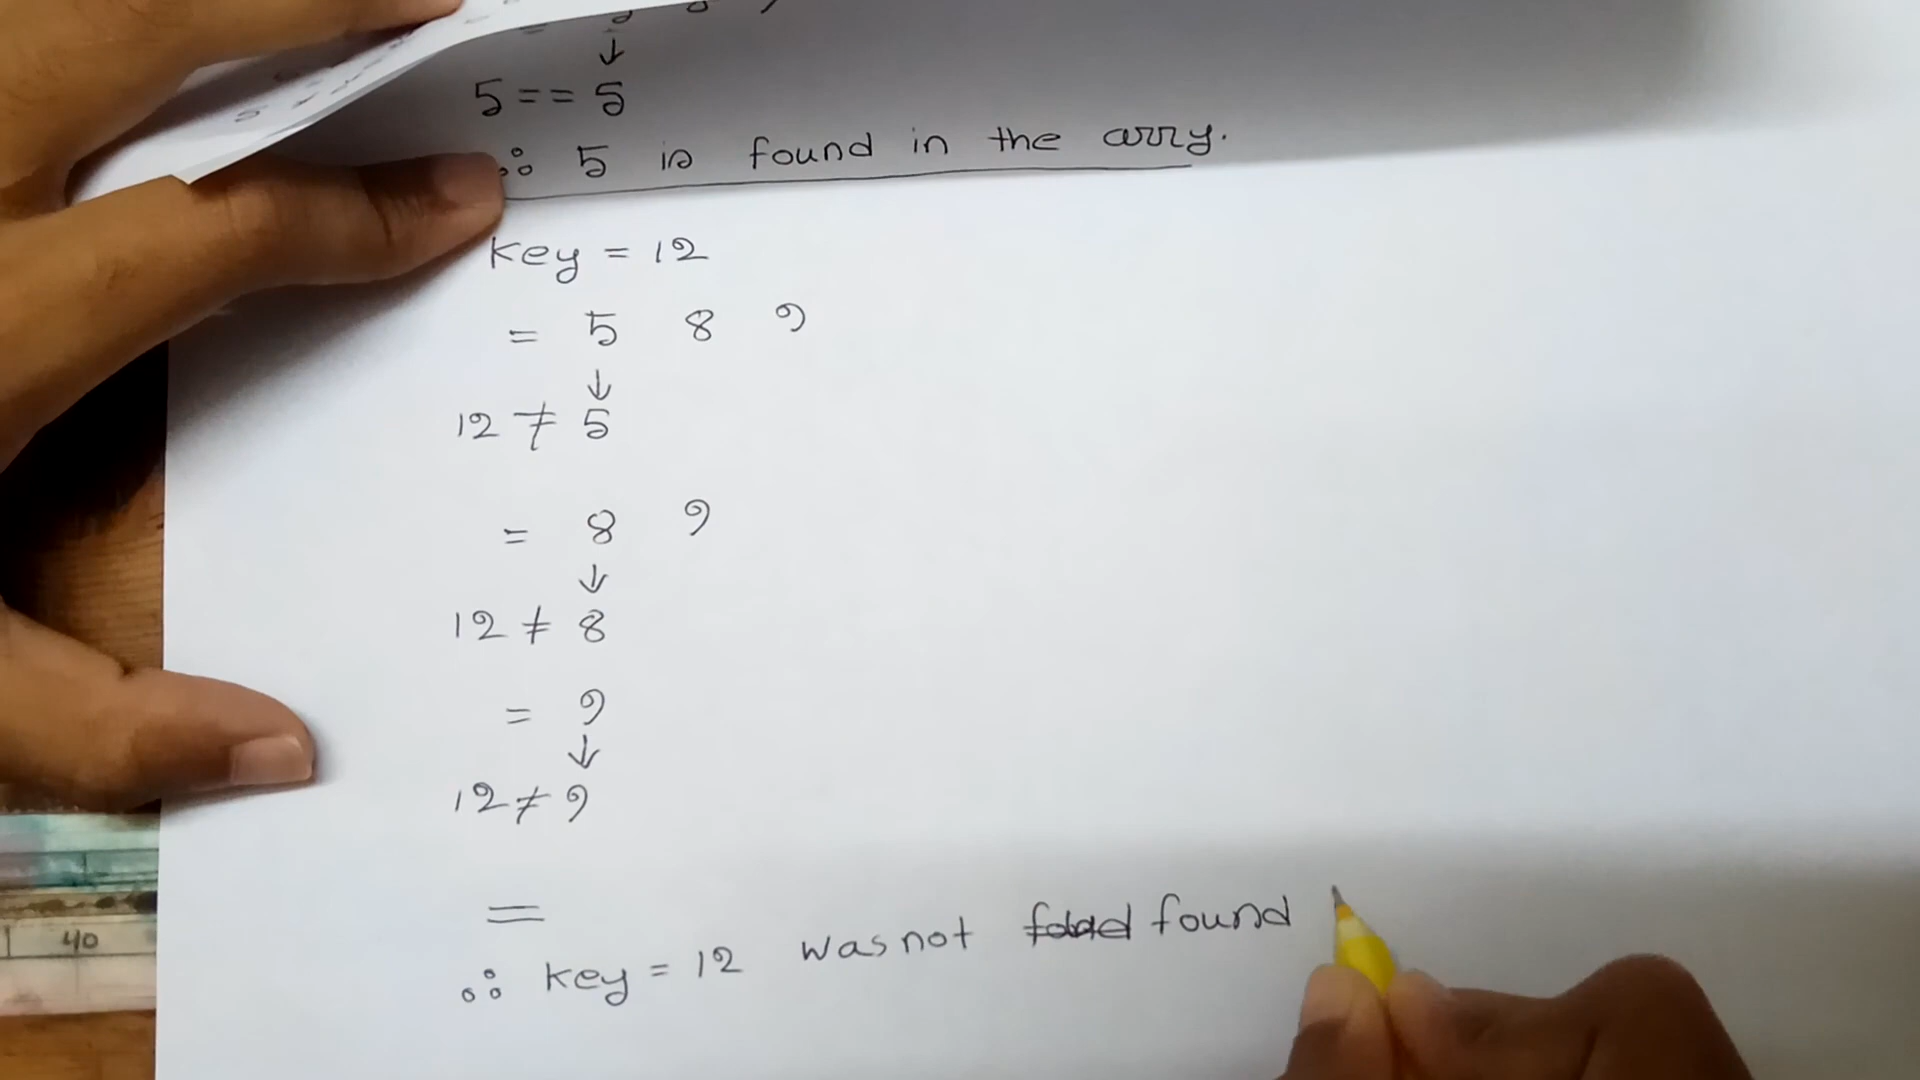 ↓
5 == 5
∴ 5 is found in the arry.
key = 12
= 5 8 9
↓
12 ≠ 5
= 8 9
↓
12 ≠ 8
= 9
↓
12 ≠ 9
=
∴ key = 12 was not found
40